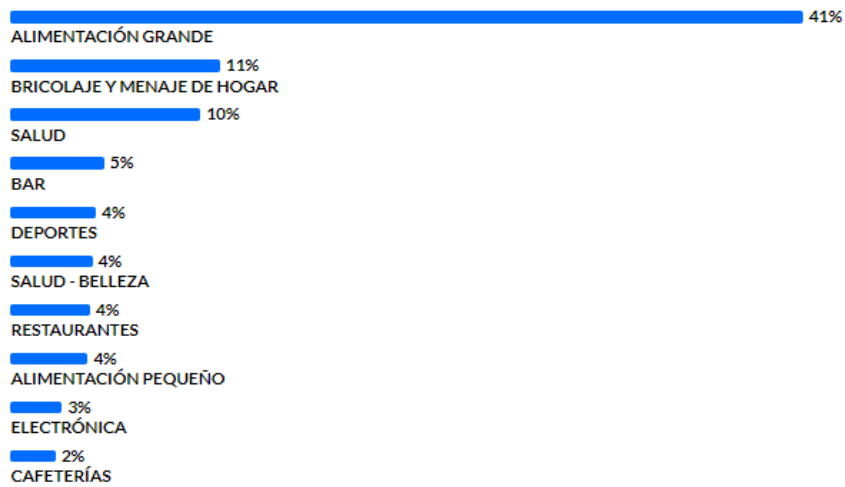 41%
ALIMENTACIÓN GRANDE
11%
BRICOLAJE Y MENAJE DE HOGAR
10%
SALUD
5%
BAR
4%
DEPORTES
4%
SALUD - BELLEZA
4%
RESTAURANTES
4%
ALIMENTACIÓN PEQUEÑO
3%
ELECTRÓNICA
2%
CAFETERÍAS